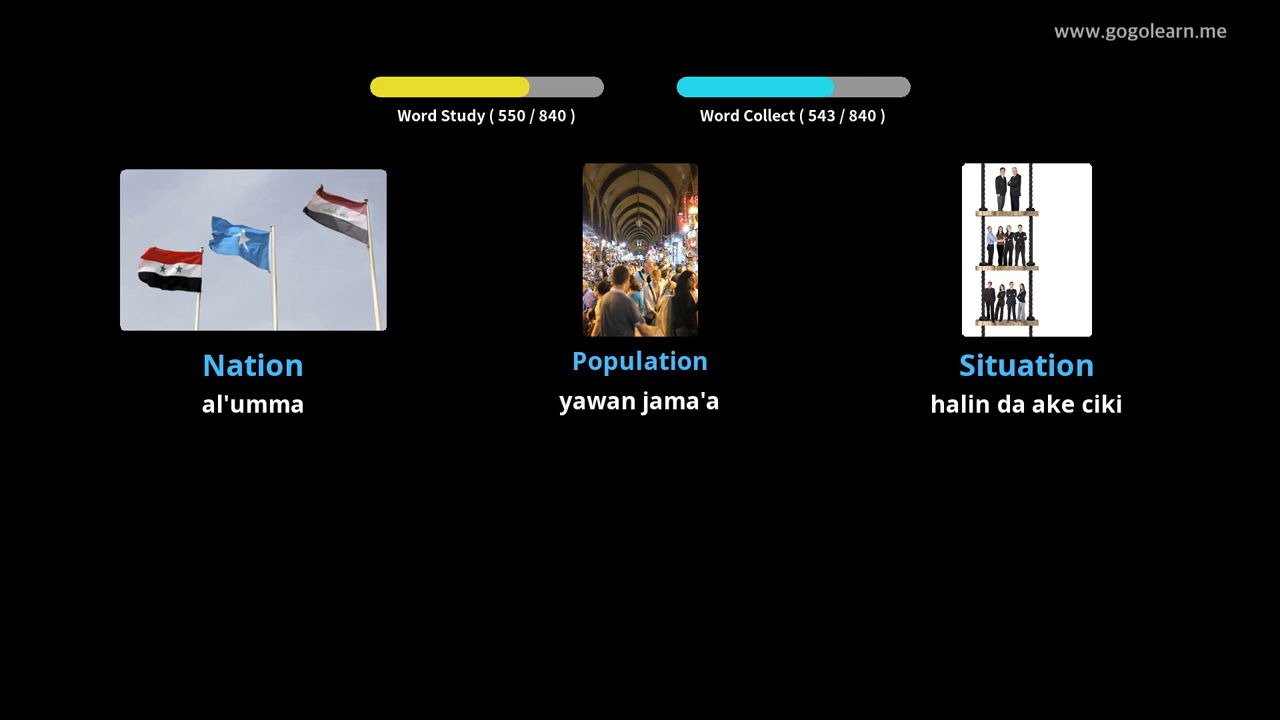 www.gogolearn.me
Word Study ( 550 / 840 )
Word Collect ( 543 / 840 )
Nation
al'umma
Population
yawan jama'a
Situation
halin da ake ciki